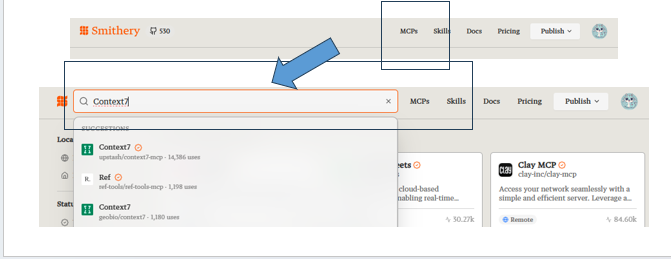 Smithery 530 MCPs Skills Docs Pricing Publish
Context7 MCPs Skills Docs Pricing Publish
SUGGESTIONS
Loca
Context7
upstash/context7-mcp · 14,386 uses
Ref
ref-tools/ref-tools-mcp · 1,198 uses
Statu
Context7
geobio/context7 · 1,180 uses
eets
s
cloud-based
nabling real-time...
30.27k
CLAY Clay MCP
clay-inc/clay-mcp
Access your network seamlessly with a
simple and efficient server. Leverage a...
Remote 84.60k